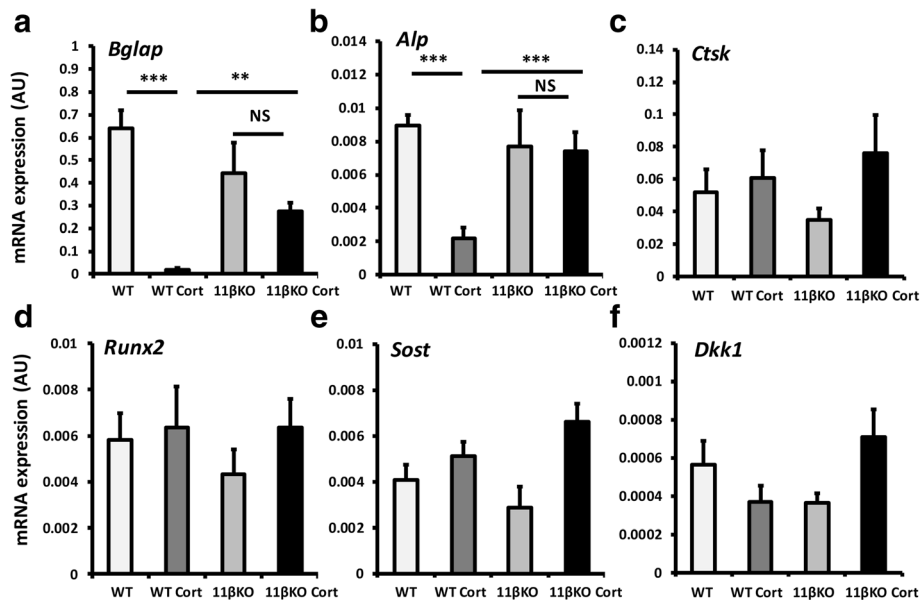 a
Bglap
mRNA expression (AU)
1
0.9
0.8
0.7
0.6
0.5
0.4
0.3
0.2
0.1
0
***
**
NS
WT
WT Cort
11βKO
11βKO Cort
b
Alp
0.014
0.012
0.01
0.008
0.006
0.004
0.002
0
***
***
NS
WT
WT Cort
11βKO
11βKO Cort
c
Ctsk
0.14
0.12
0.1
0.08
0.06
0.04
0.02
0
WT
WT Cort
11βKO
11βKO Cort
d
Runx2
mRNA expression (AU)
0.01
0.008
0.006
0.004
0.002
0
WT
WT Cort
11βKO
11βKO Cort
e
Sost
0.01
0.008
0.006
0.004
0.002
0
WT
WT Cort
11βKO
11βKO Cort
f
Dkk1
0.0012
0.001
0.0008
0.0006
0.0004
0.0002
0
WT
WT Cort
11βKO
11βKO Cort